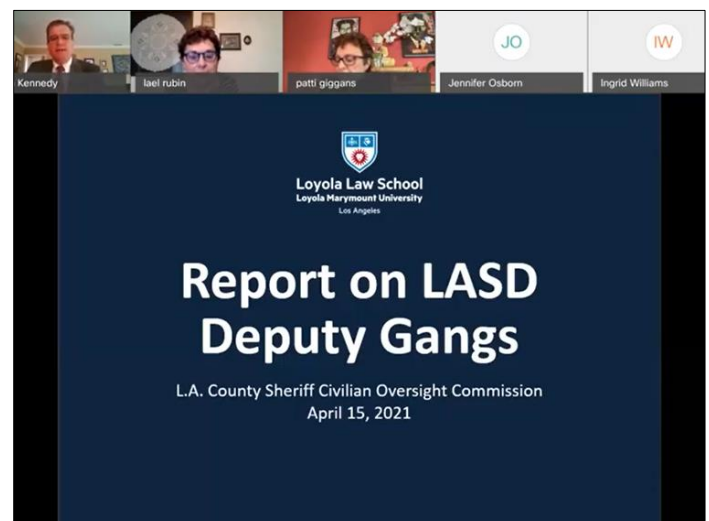 Kennedy
lael rubin
patti giggans
JO
Jennifer Osborn
IW
Ingrid Williams
Loyola Law School
Loyola Marymount University
Los Angeles
Report on LASD
Deputy Gangs
L.A. County Sheriff Civilian Oversight Commission
April 15, 2021